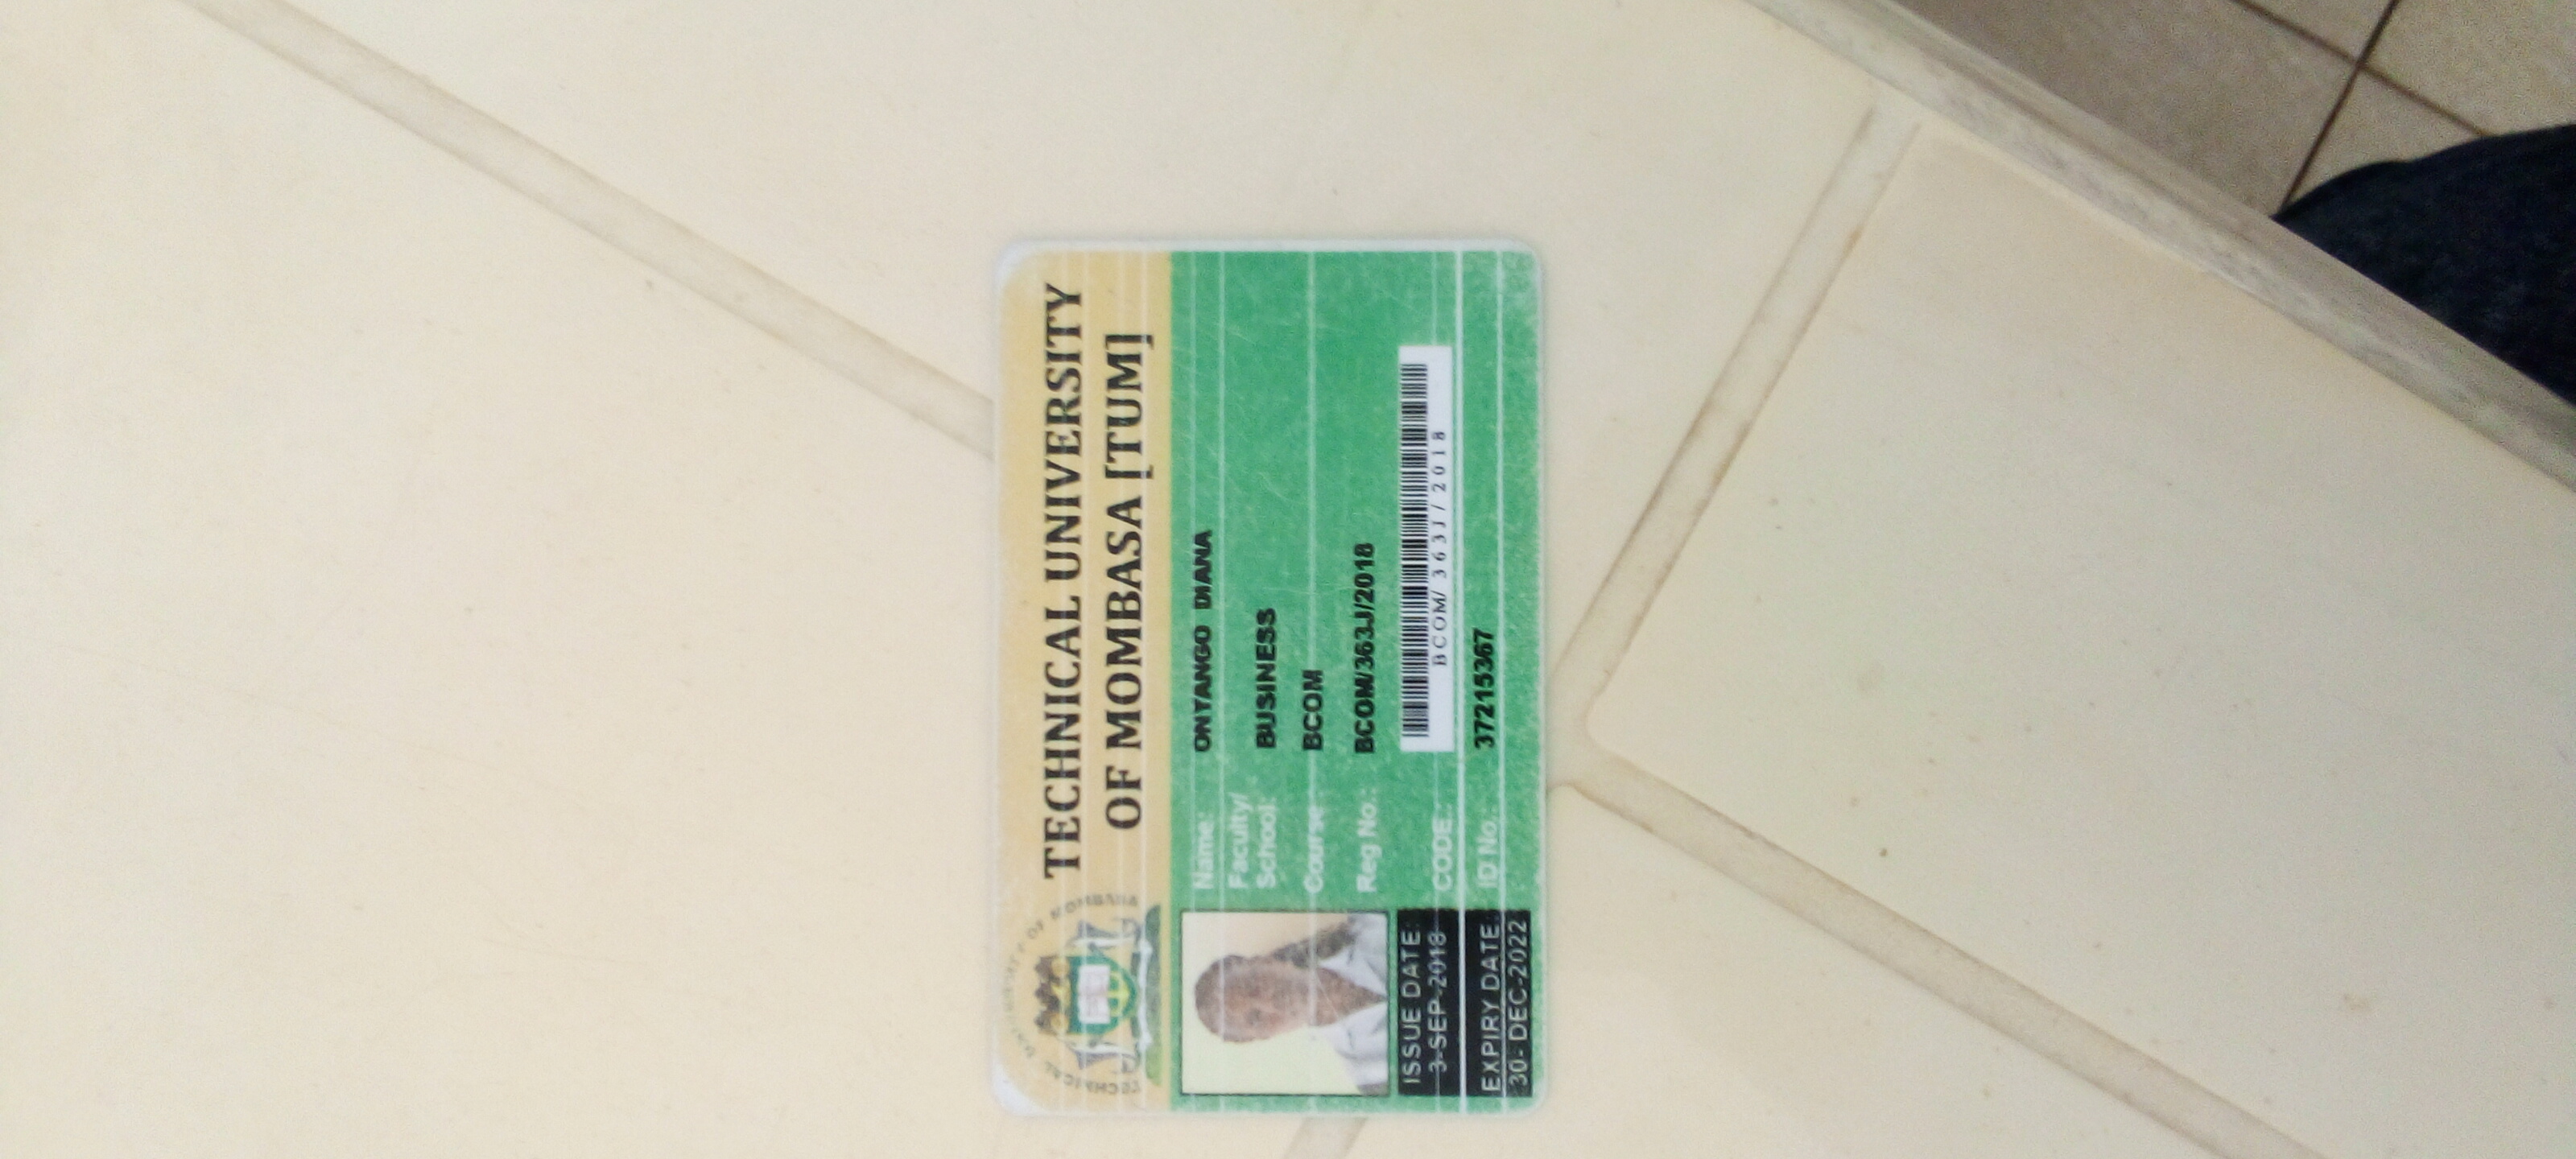 TECHNICAL UNIVERSITY
OF MOMBASA [TUM]
Name: ONYANGO DIANA
Faculty/
School: BUSINESS
Course: BCOM
Reg No.: BCOM/363J/2018
CODE:
BCOM/363J/2018
ID No.: 37215367
ISSUE DATE:
3-SEP-2018
EXPIRY DATE:
30-DEC-2022
TECHNICAL UNIVERSITY OF MOMBASA